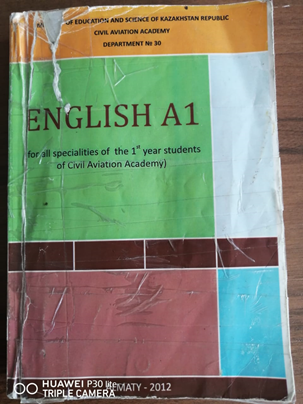 OF EDUCATION AND SCIENCE OF KAZAKHSTAN REPUBLIC
CIVIL AVIATION ACADEMY
DEPARTMENT № 30
ENGLISH A1
for all specialities of the 1st year students
of Civil Aviation Academy)
ALMATY - 2012
HUAWEI P30 lite
TRIPLE CAMERA